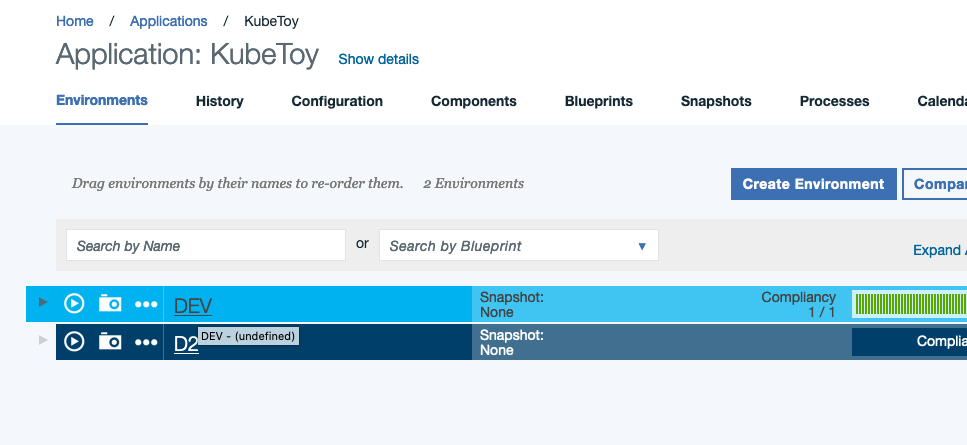 Home / Applications / KubeToy
Application: KubeToy Show details
Environments History Configuration Components Blueprints Snapshots Processes Calenda
Drag environments by their names to re-order them. 2 Environments
Create Environment Compar
Search by Name or Search by Blueprint
Expand A
DEV Snapshot: Compliancy
None 1 / 1
DEV - (undefined)
D2 Snapshot: Complia
None